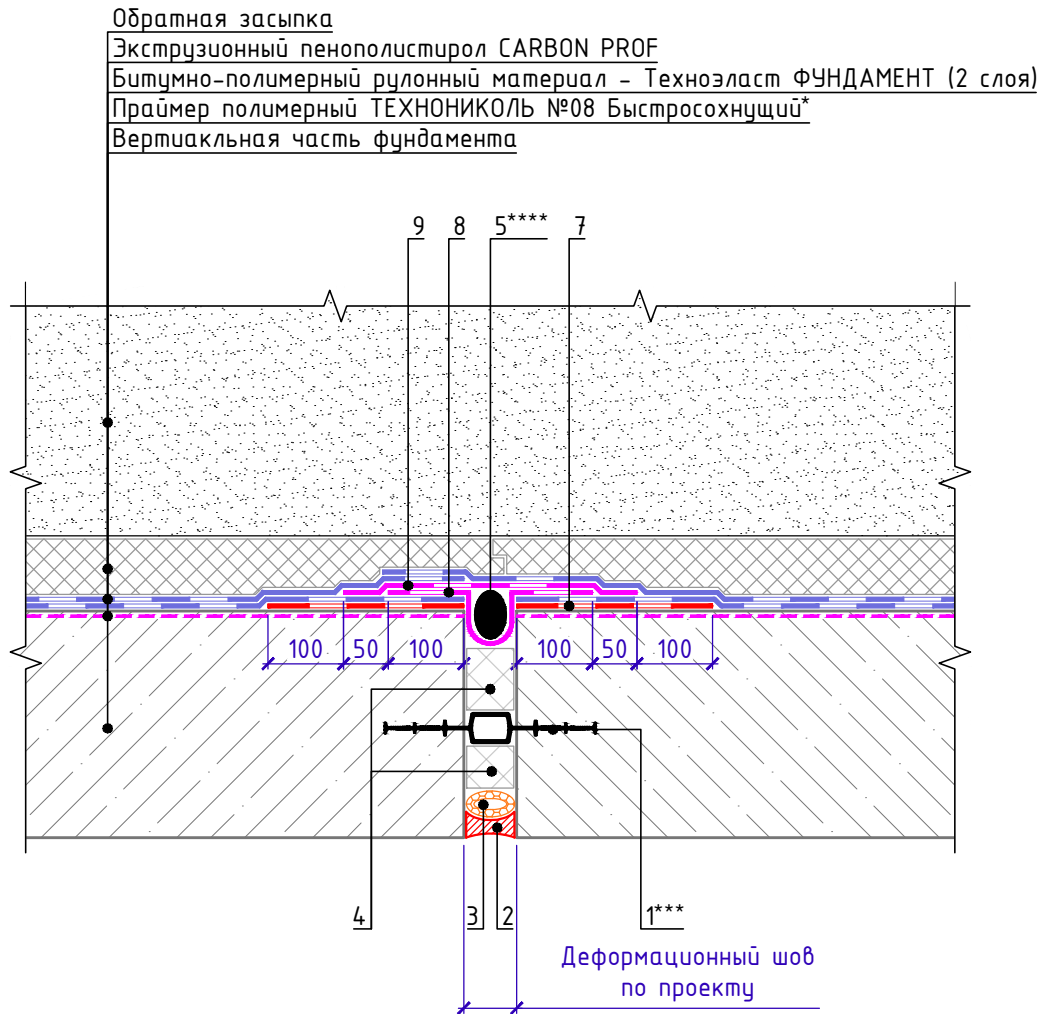 Обратная засыпка
Экструзионный пенополистирол CARBON PROF
Битумно-полимерный рулонный материал - Техноэласт ФУНДАМЕНТ (2 слоя)
Праймер полимерный ТЕХНОНИКОЛЬ №08 Быстросохнущий*
Вертиакльная часть фундамента
9 8 5**** 7
100 50 100 100 50 100
4 3 2 1***
Деформационный шов
по проекту